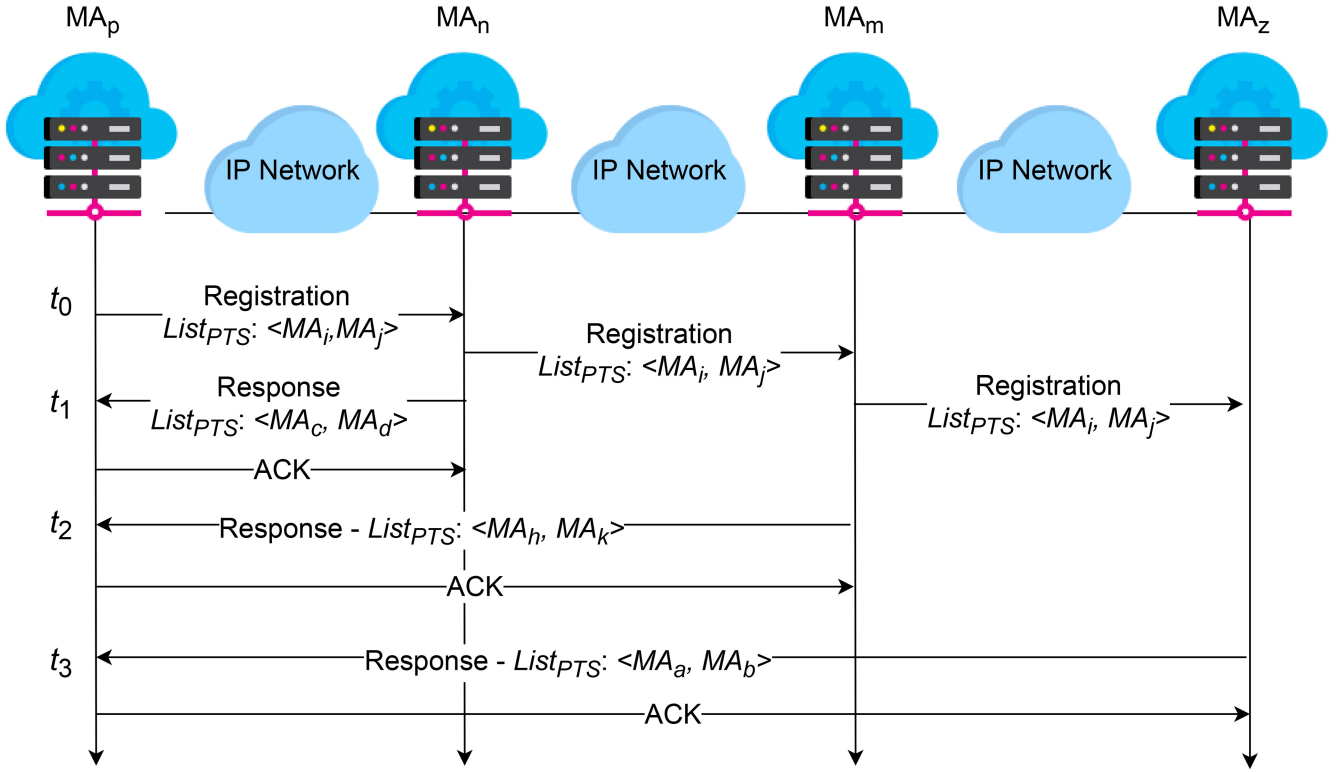 MAp MAn MAm MAz
IP Network IP Network IP Network
t0
Registration
ListPTS: <MAi,MAj>
Registration
ListPTS: <MAi, MAj>
t1
Response
ListPTS: <MAc, MAd>
Registration
ListPTS: <MAi, MAj>
ACK
t2
Response - ListPTS: <MAh, MAk>
ACK
t3
Response - ListPTS: <MAa, MAb>
ACK